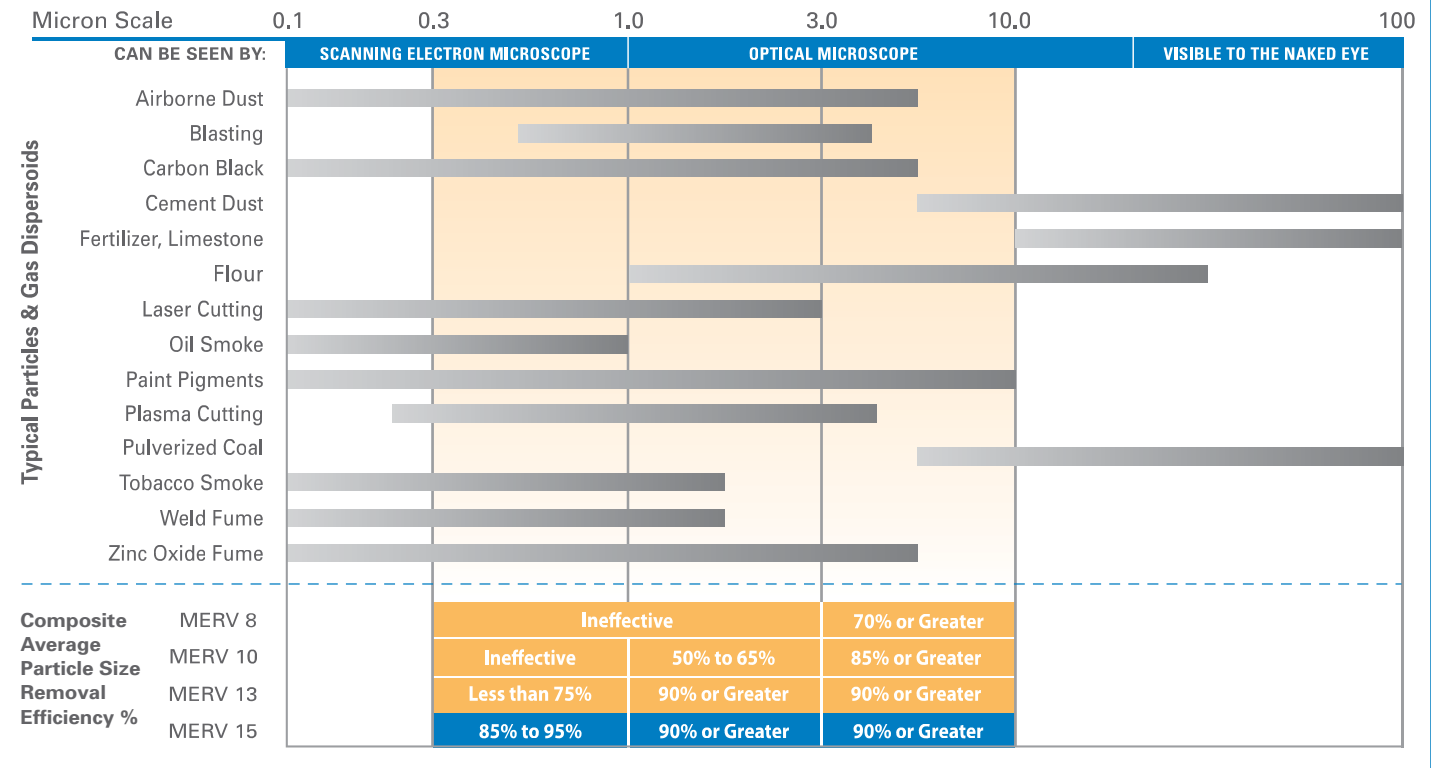 Micron Scale 0.1 0.3 1.0 3.0 10.0 100
CAN BE SEEN BY: SCANNING ELECTRON MICROSCOPE OPTICAL MICROSCOPE VISIBLE TO THE NAKED EYE
Typical Particles & Gas Dispersoids
Airborne Dust
Blasting
Carbon Black
Cement Dust
Fertilizer, Limestone
Flour
Laser Cutting
Oil Smoke
Paint Pigments
Plasma Cutting
Pulverized Coal
Tobacco Smoke
Weld Fume
Zinc Oxide Fume
Composite
Average
Particle Size
Removal
Efficiency %
MERV 8 Ineffective 70% or Greater
MERV 10 Ineffective 50% to 65% 85% or Greater
MERV 13 Less than 75% 90% or Greater 90% or Greater
MERV 15 85% to 95% 90% or Greater 90% or Greater